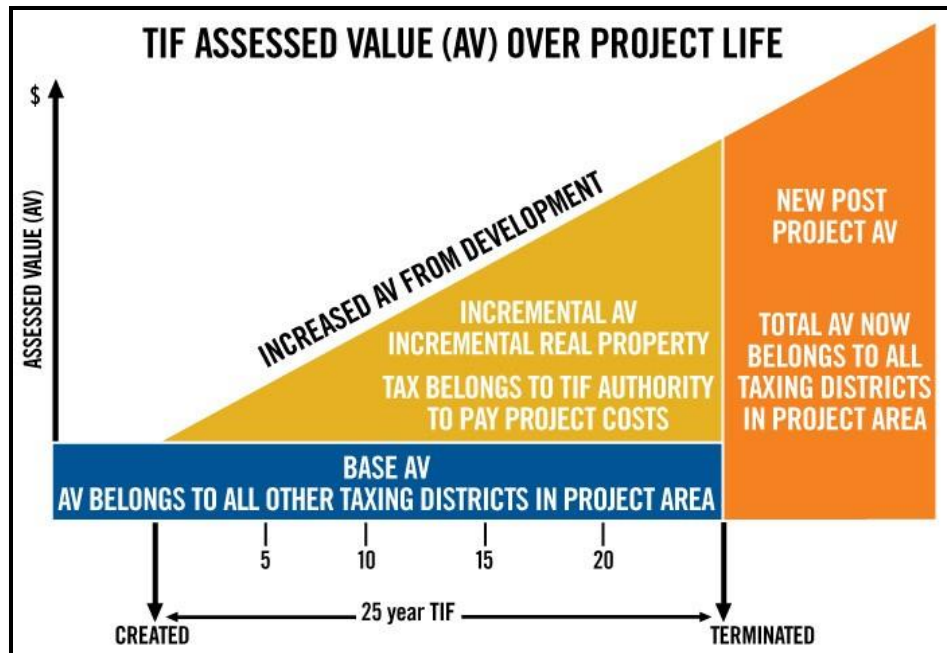 TIF ASSESSED VALUE (AV) OVER PROJECT LIFE
$
ASSESSED VALUE (AV)
INCREASED AV FROM DEVELOPMENT
INCREMENTAL AV
INCREMENTAL REAL PROPERTY
TAX BELONGS TO TIF AUTHORITY
TO PAY PROJECT COSTS
NEW POST
PROJECT AV
TOTAL AV NOW
BELONGS TO ALL
TAXING DISTRICTS
IN PROJECT AREA
BASE AV
AV BELONGS TO ALL OTHER TAXING DISTRICTS IN PROJECT AREA
5
10
15
20
25 year TIF
CREATED
TERMINATED